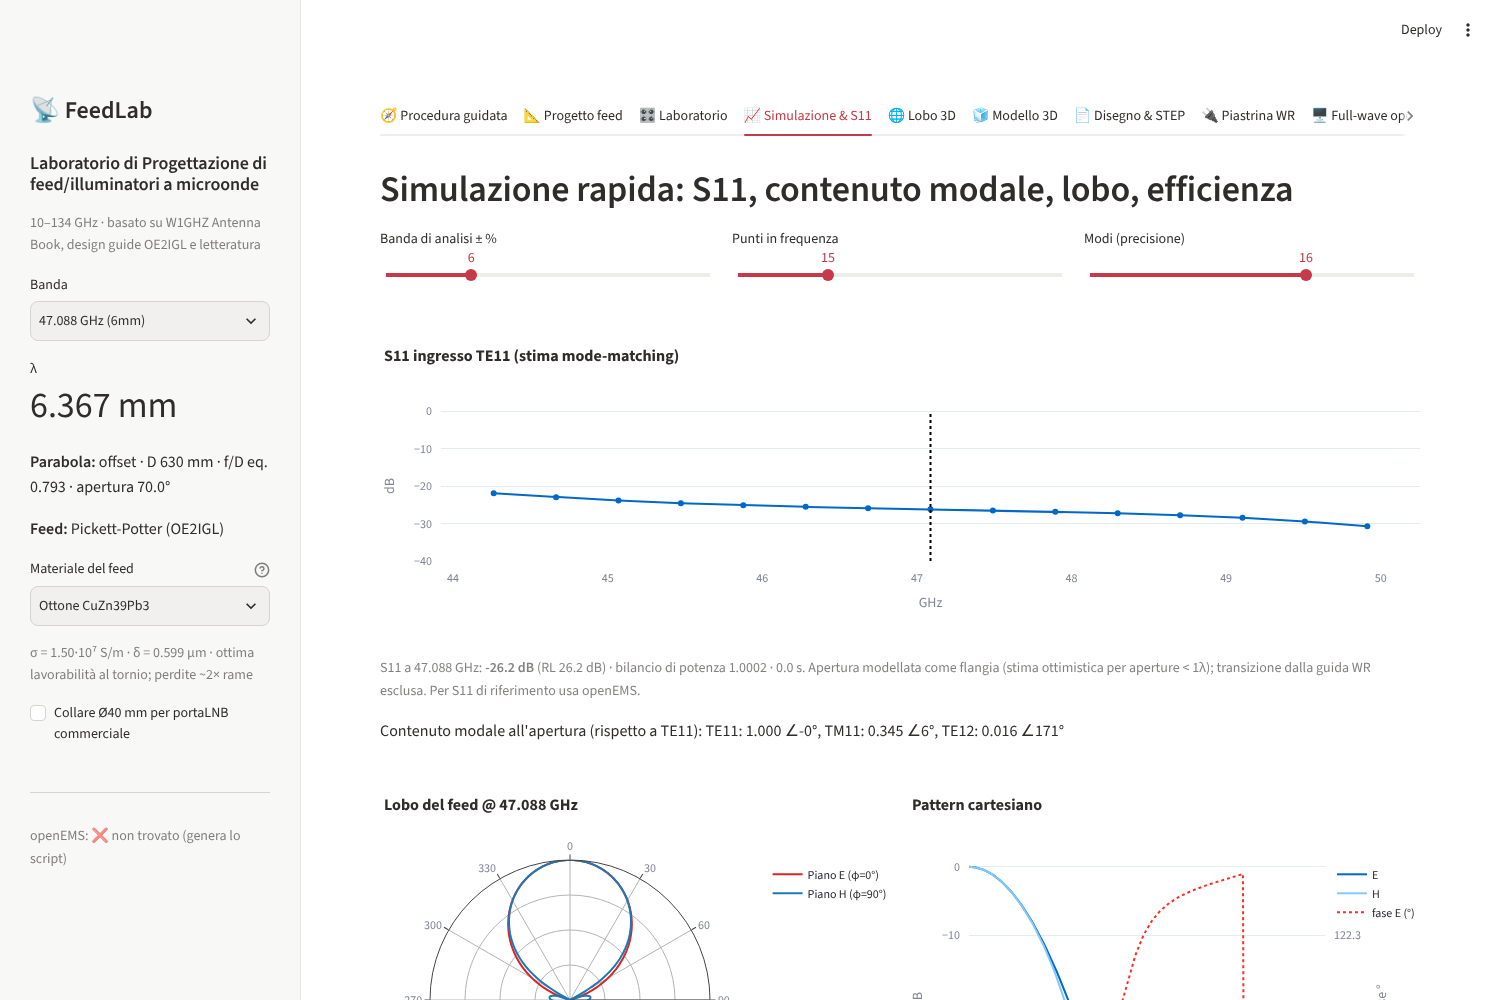 Deploy
📡 FeedLab
Laboratorio di Progettazione di
feed/illuminatori a microonde
10–134 GHz · basato su W1GHZ Antenna
Book, design guide OE2IGL e letteratura
Banda
47.088 GHz (6mm)
λ
6.367 mm
Parabola: offset · D 630 mm · f/D eq.
0.793 · apertura 70.0°
Feed: Pickett-Potter (OE2IGL)
Materiale del feed
Ottone CuZn39Pb3
σ = 1.50·10⁷ S/m · δ = 0.599 µm · ottima
lavorabilità al tornio; perdite ~2× rame
Collare Ø40 mm per portaLNB
commerciale
openEMS: ❌ non trovato (genera lo
script)
🧭 Procedura guidata 📐 Progetto feed 🎛️ Laboratorio 📈 Simulazione & S11 🌐 Lobo 3D 🧊 Modello 3D 📄 Disegno & STEP 🔌 Piastrina WR 🖥️ Full-wave op
Simulazione rapida: S11, contenuto modale, lobo, efficienza
Banda di analisi ± % Punti in frequenza Modi (precisione)
6 15 16
S11 ingresso TE11 (stima mode-matching)
0
−10
−20
−30
−40
dB
44 45 46 47 48 49 50
GHz
S11 a 47.088 GHz: -26.2 dB (RL 26.2 dB) · bilancio di potenza 1.0002 · 0.0 s. Apertura modellata come flangia (stima ottimistica per aperture < 1λ); transizione dalla guida WR
esclusa. Per S11 di riferimento usa openEMS.
Contenuto modale all'apertura (rispetto a TE11): TE11: 1.000 ∠-0°, TM11: 0.345 ∠6°, TE12: 0.016 ∠171°
Lobo del feed @ 47.088 GHz
0
330 30
300 60
270 90
Piano E (ϕ=0°)
Piano H (ϕ=90°)
Pattern cartesiano
0
−10
E
H
fase E (°)
122.3